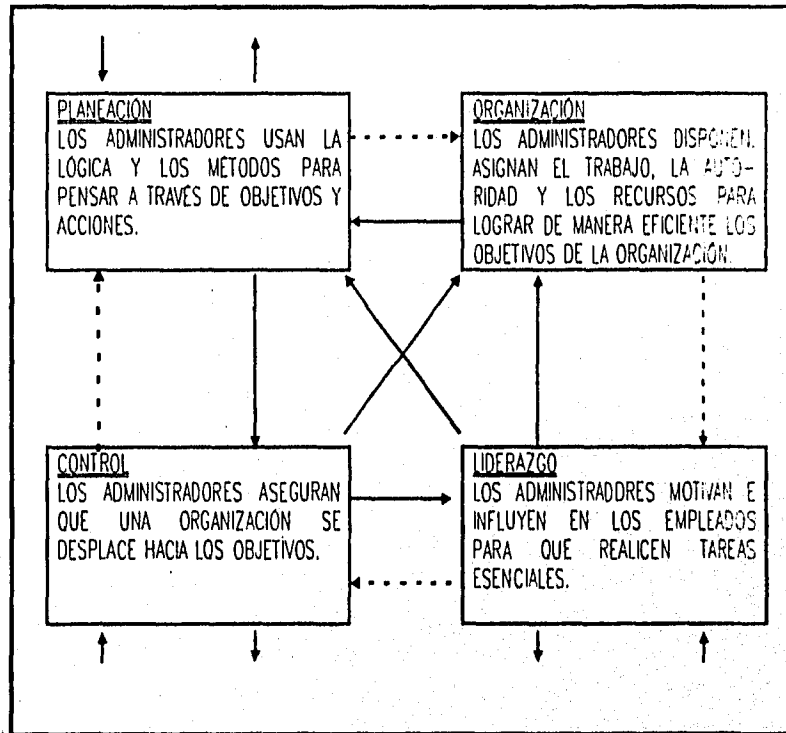 PLANEACIÓN
LOS ADMINISTRADORES USAN LA
LÓGICA Y LOS MÉTODOS PARA
PENSAR A TRAVÉS DE OBJETIVOS Y
ACCIONES.
ORGANIZACIÓN
LOS ADMINISTRADORES DISPONEN,
ASIGNAN EL TRABAJO, LA AUTO-
RIDAD Y LOS RECURSOS PARA
LOGRAR DE MANERA EFICIENTE LOS
OBJETIVOS DE LA ORGANIZACIÓN.
CONTROL
LOS ADMINISTRADORES ASEGURAN
QUE UNA ORGANIZACIÓN SE
DESPLACE HACIA LOS OBJETIVOS.
LIDERAZGO
LOS ADMINISTRADORES MOTIVAN E
INFLUYEN EN LOS EMPLEADOS
PARA QUE REALICEN TAREAS
ESENCIALES.